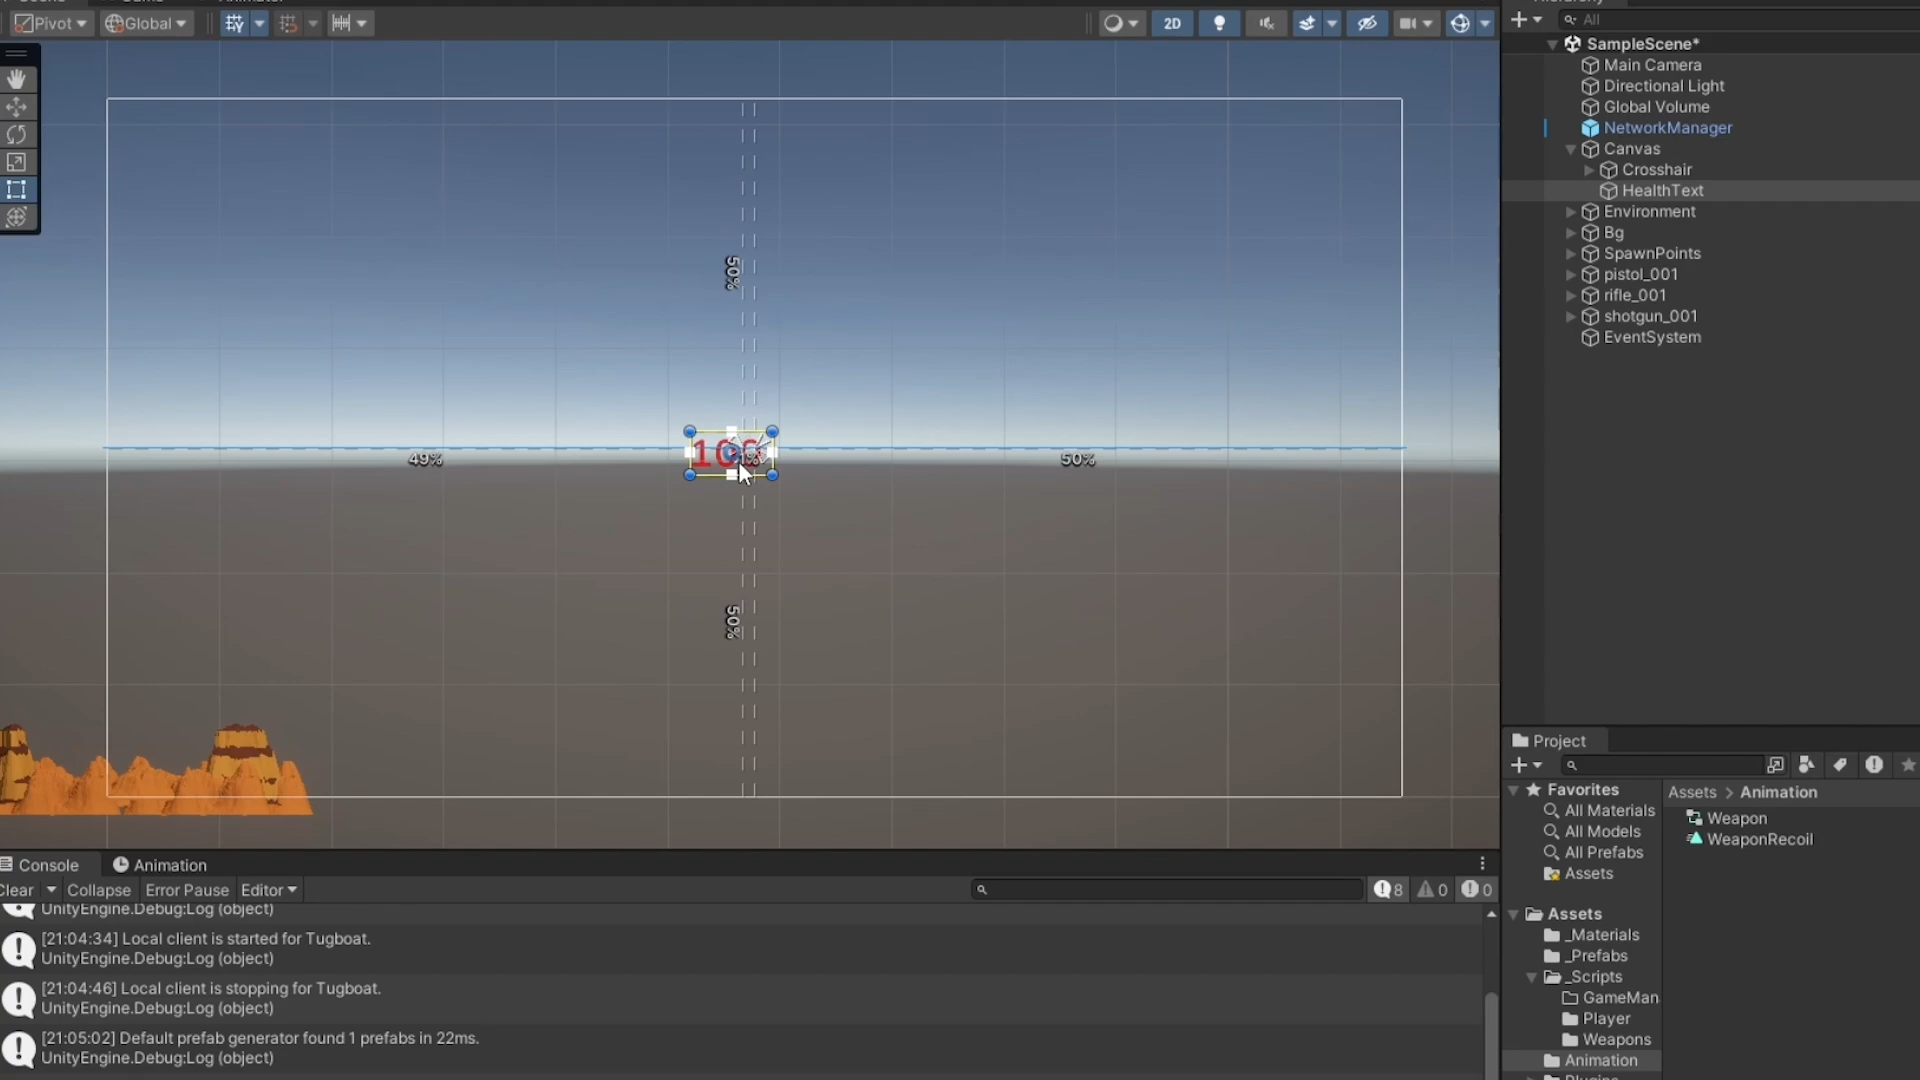 Pivot
Global
2D
50%
49%
50%
50%
Console
Animation
Clear
Collapse
Error Pause
Editor
8
0
0
UnityEngine.Debug:Log (object)
[21:04:34] Local client is started for Tugboat.
UnityEngine.Debug:Log (object)
[21:04:46] Local client is stopping for Tugboat.
UnityEngine.Debug:Log (object)
[21:05:02] Default prefab generator found 1 prefabs in 22ms.
UnityEngine.Debug:Log (object)
All
SampleScene*
Main Camera
Directional Light
Global Volume
NetworkManager
Canvas
Crosshair
HealthText
Environment
Bg
SpawnPoints
pistol_001
rifle_001
shotgun_001
EventSystem
Project
Favorites
All Materials
All Models
All Prefabs
Assets
Assets
_Materials
_Prefabs
_Scripts
GameMan
Player
Weapons
Animation
Assets > Animation
Weapon
WeaponRecoil